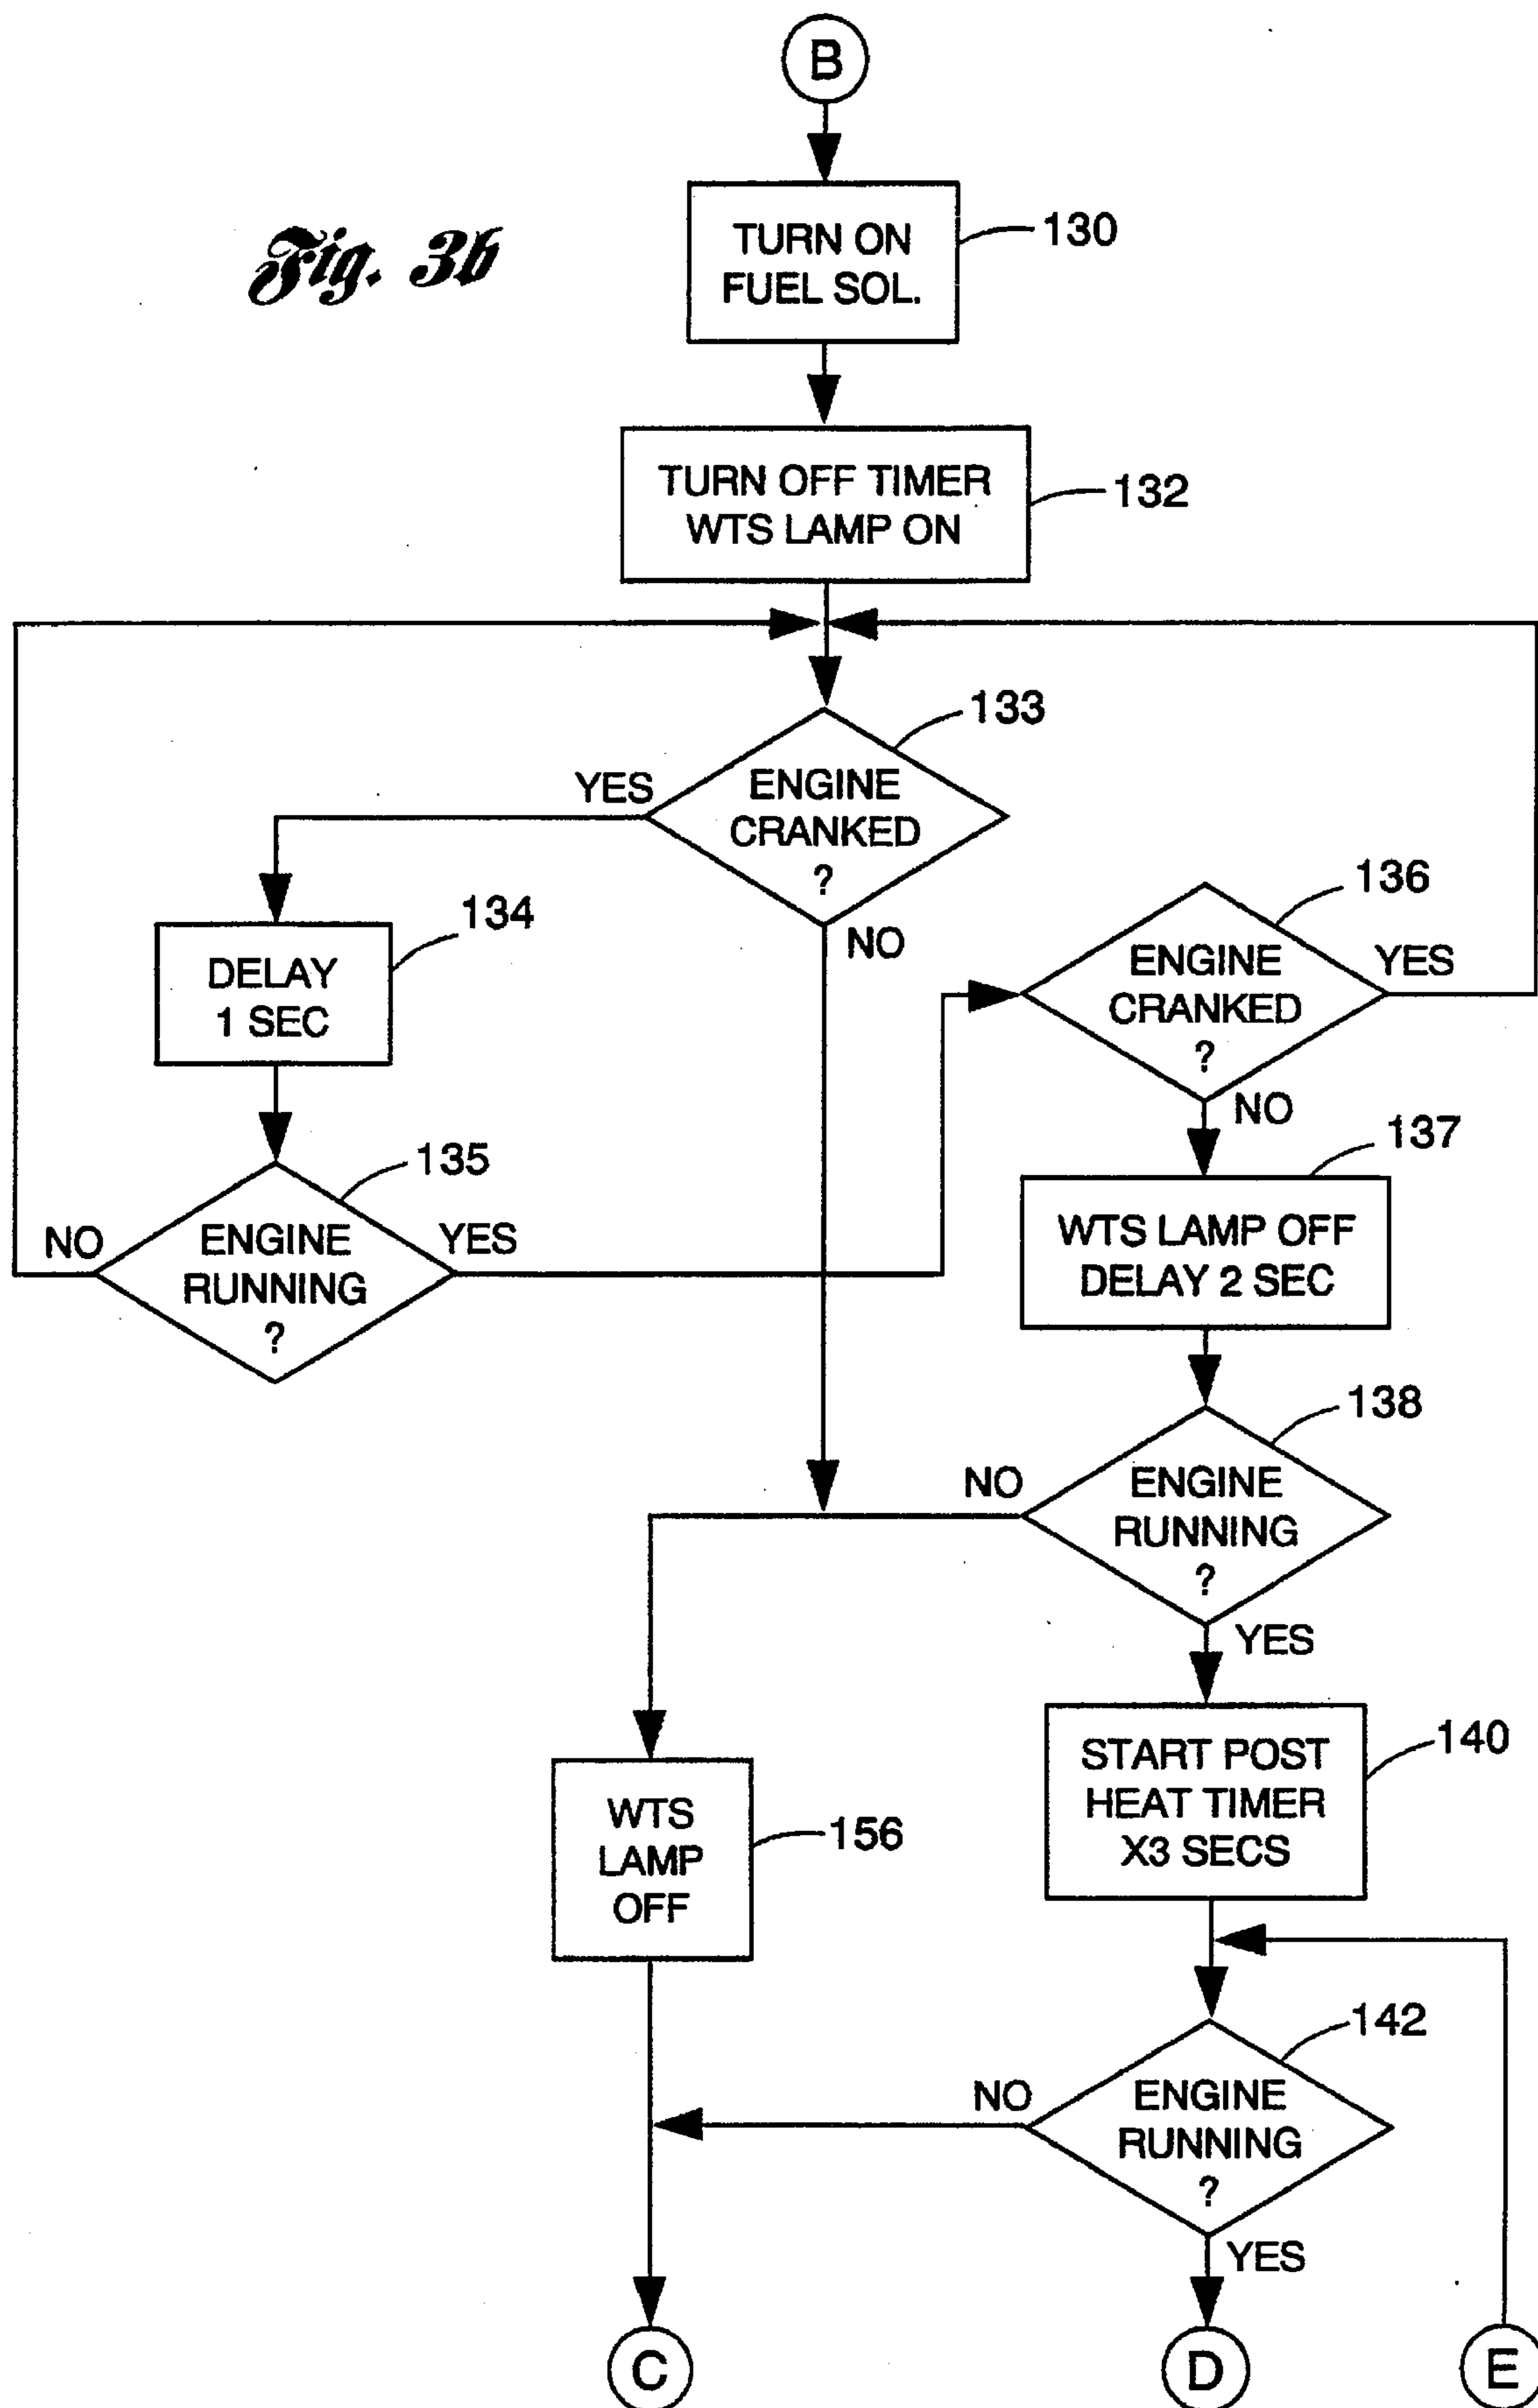 B
Fig. 3b
TURN ON
FUEL SOL.
130
TURN OFF TIMER
WTS LAMP ON
132
133
ENGINE
CRANKED
?
YES
NO
134
DELAY
1 SEC
136
ENGINE
CRANKED
?
YES
NO
135
ENGINE
RUNNING
?
NO
YES
137
WTS LAMP OFF
DELAY 2 SEC
138
ENGINE
RUNNING
?
NO
YES
WTS
LAMP
OFF
156
START POST
HEAT TIMER
X3 SECS
140
142
ENGINE
RUNNING
?
NO
YES
C
D
E